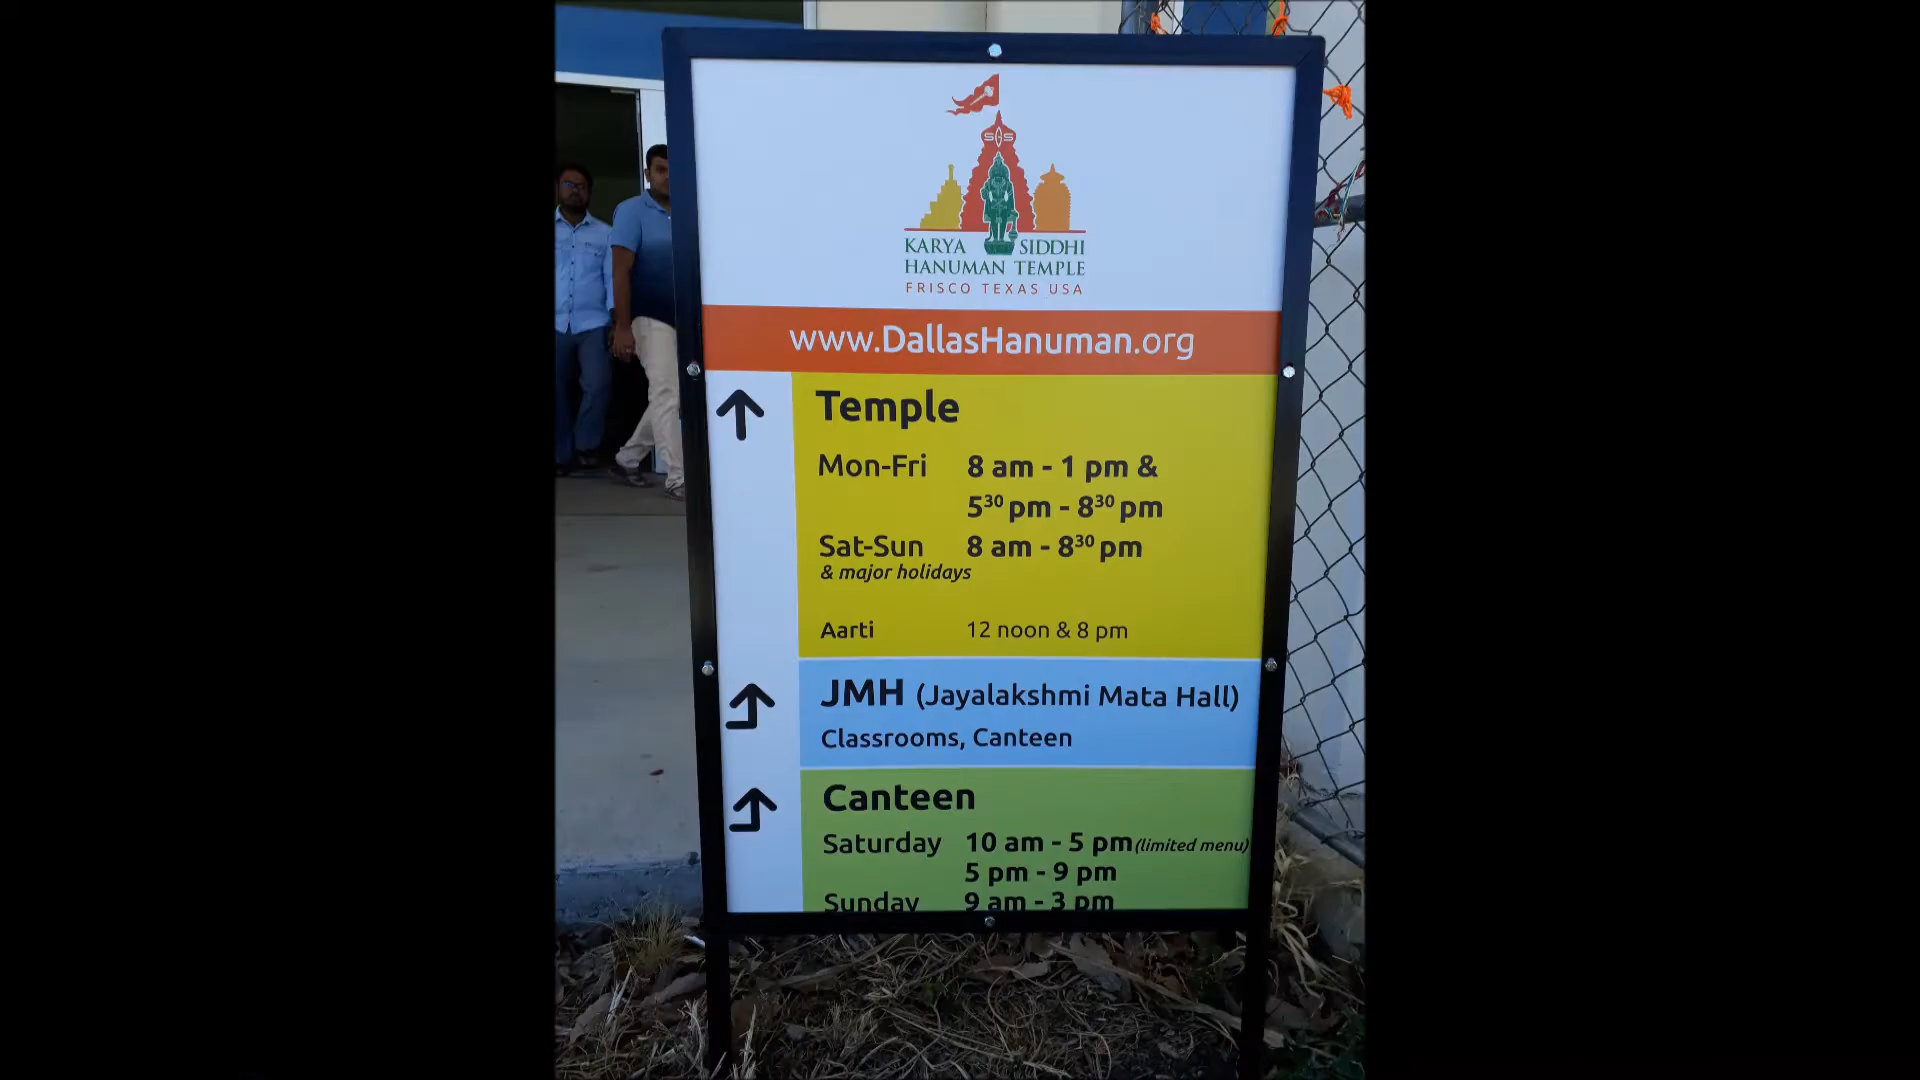 SGS
KARYA SIDDHI
HANUMAN TEMPLE
FRISCO TEXAS USA
www.DallasHanuman.org
Temple
Mon-Fri 8 am - 1 pm &
5³⁰ pm - 8³⁰ pm
Sat-Sun 8 am - 8³⁰ pm
& major holidays
Aarti 12 noon & 8 pm
JMH (Jayalakshmi Mata Hall)
Classrooms, Canteen
Canteen
Saturday 10 am - 5 pm (limited menu)
5 pm - 9 pm
Sunday 9 am - 3 pm